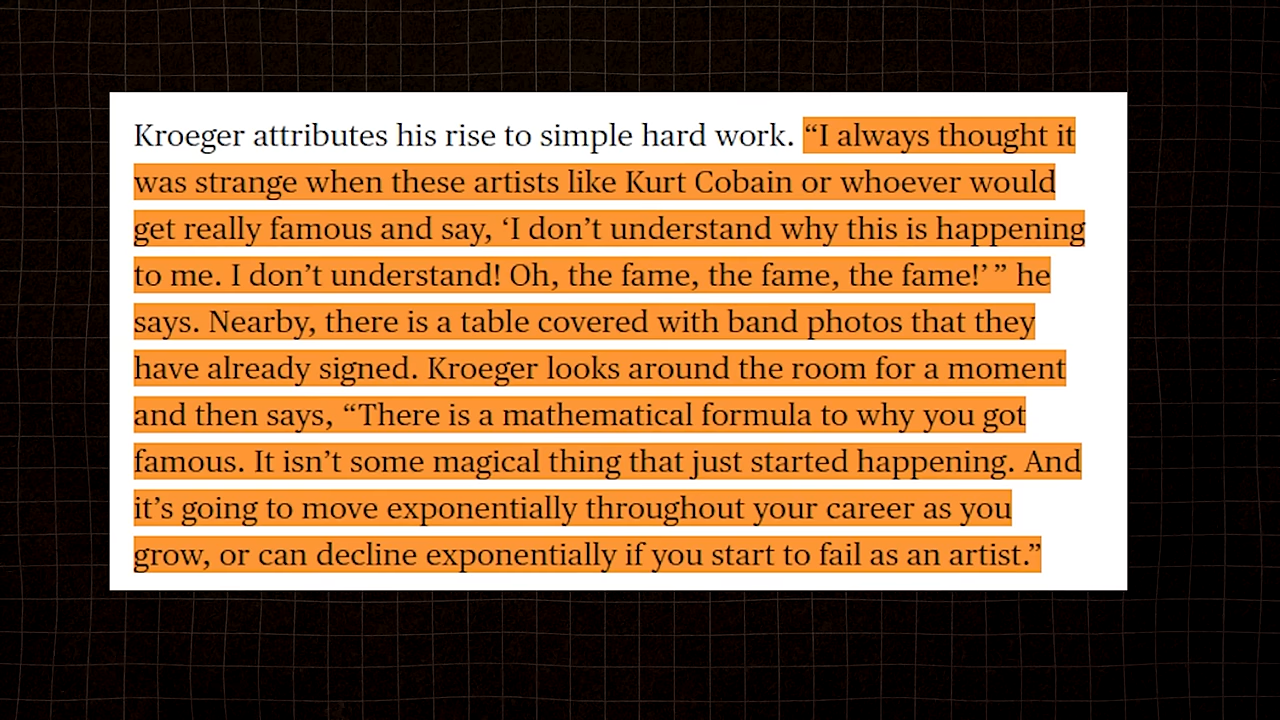 Kroeger attributes his rise to simple hard work. “I always thought it
was strange when these artists like Kurt Cobain or whoever would
get really famous and say, ‘I don’t understand why this is happening
to me. I don’t understand! Oh, the fame, the fame, the fame!’ ” he
says. Nearby, there is a table covered with band photos that they
have already signed. Kroeger looks around the room for a moment
and then says, “There is a mathematical formula to why you got
famous. It isn’t some magical thing that just started happening. And
it’s going to move exponentially throughout your career as you
grow, or can decline exponentially if you start to fail as an artist.”